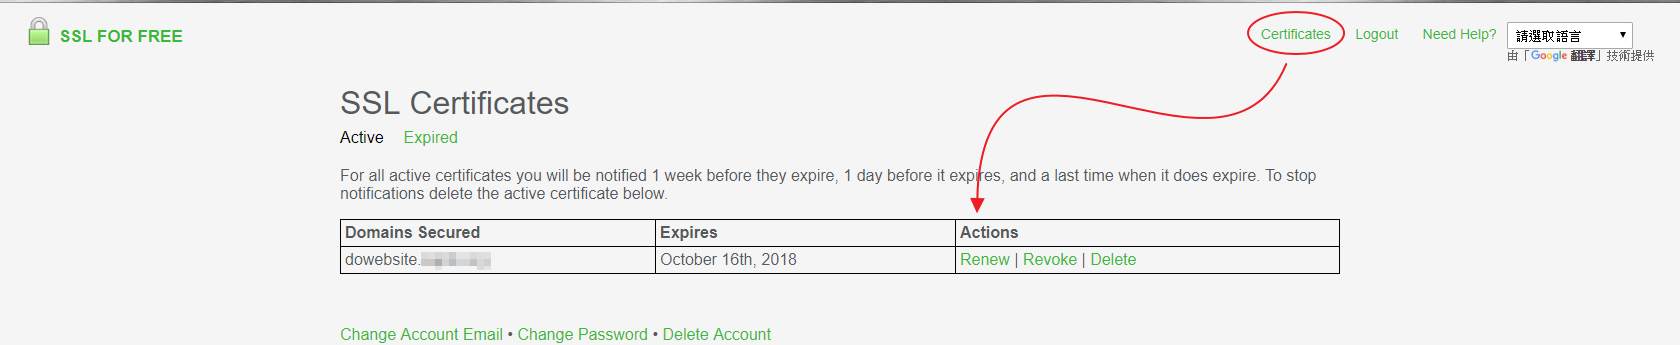 SSL FOR FREE
Certificates Logout Need Help? 請選取語言
由「Google 翻譯」技術提供
SSL Certificates
Active Expired
For all active certificates you will be notified 1 week before they expire, 1 day before it expires, and a last time when it does expire. To stop
notifications delete the active certificate below.
Domains Secured Expires Actions
dowebsite. October 16th, 2018 Renew | Revoke | Delete
Change Account Email • Change Password • Delete Account